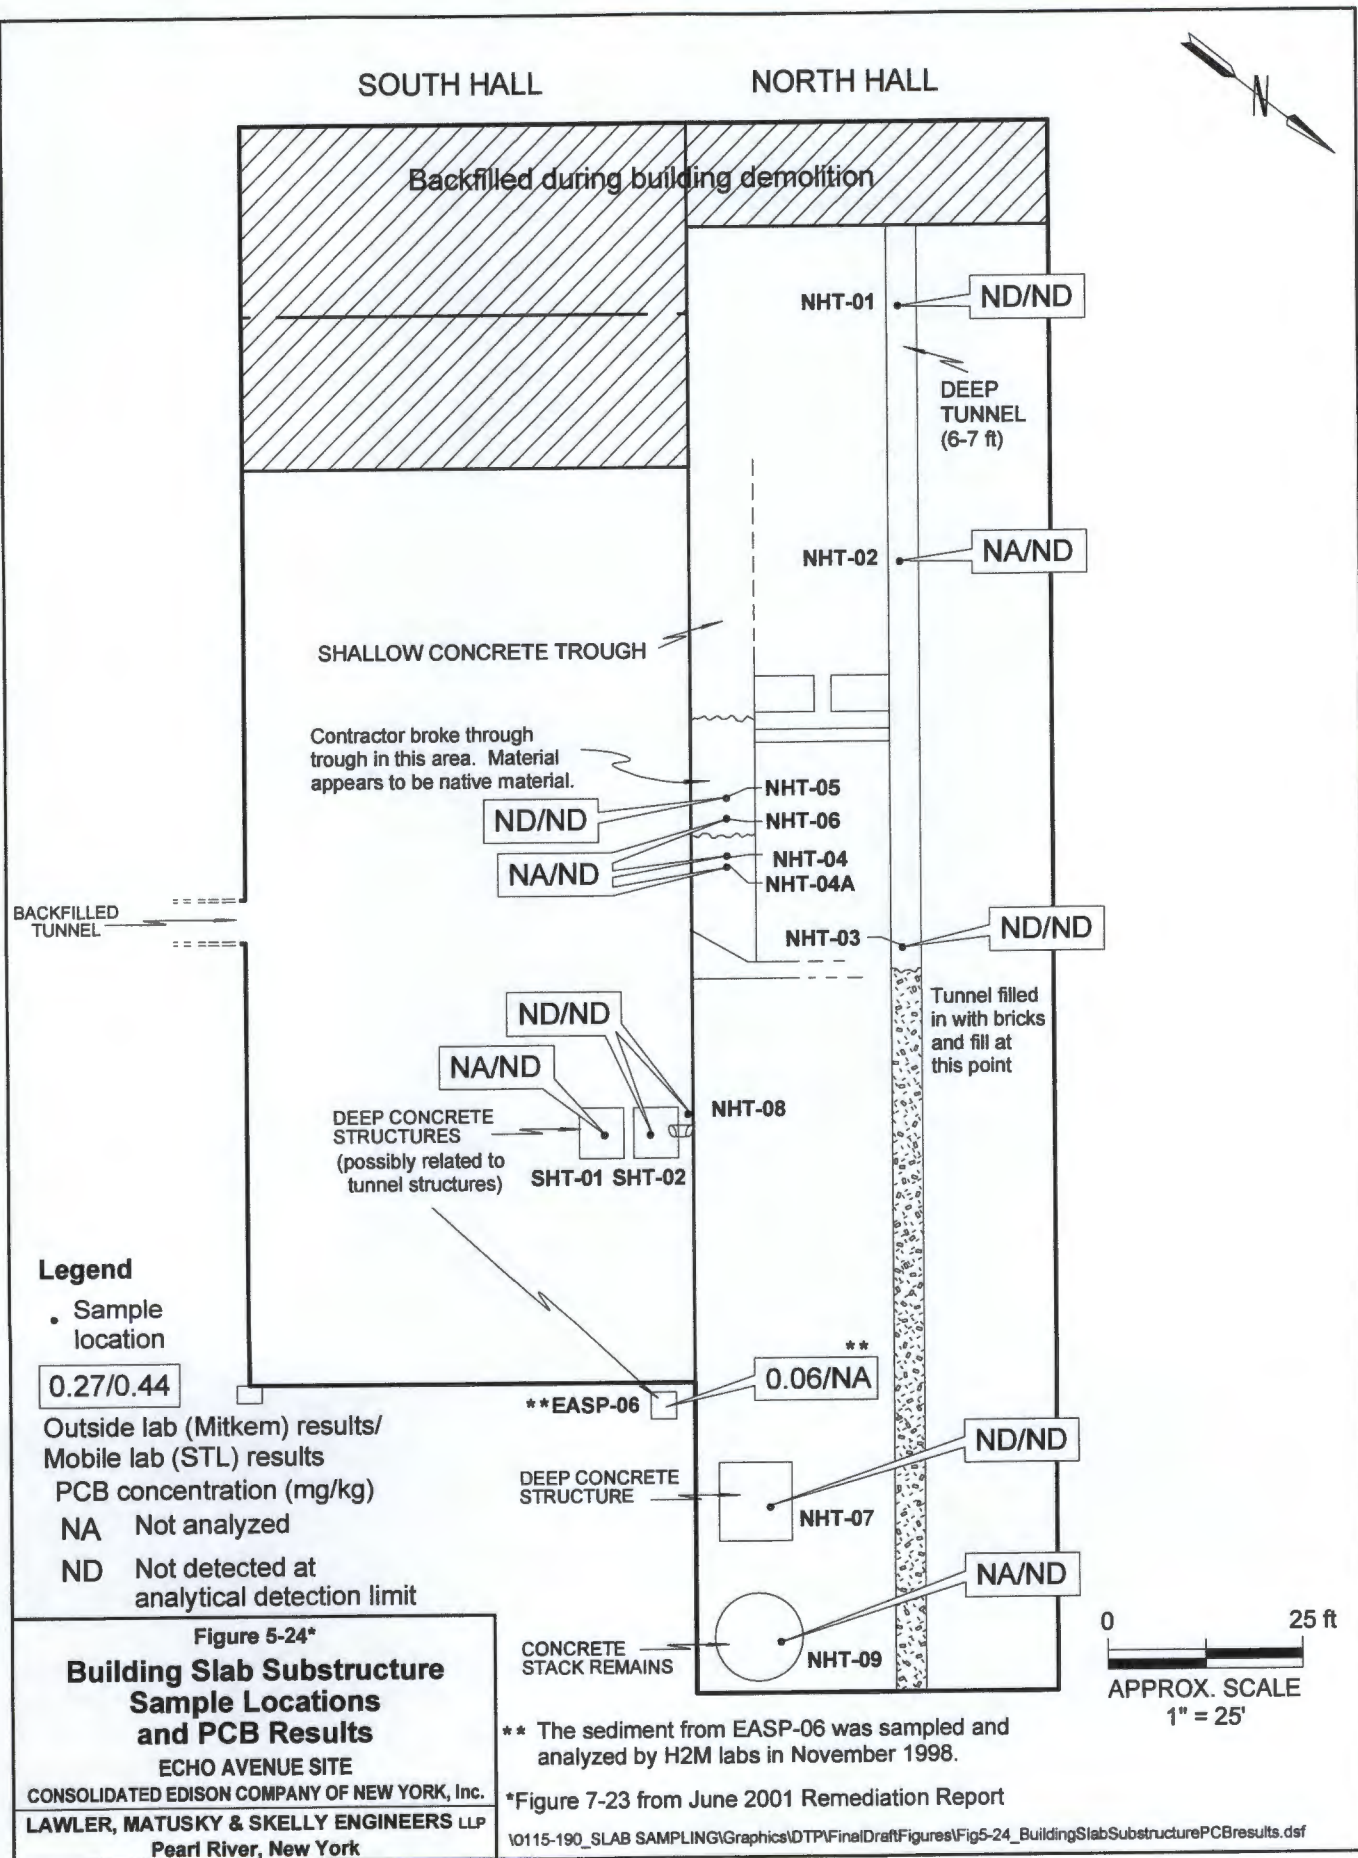 SOUTH HALL
NORTH HALL
N
Backfilled during building demolition
NHT-01
ND/ND
DEEP
TUNNEL
(6-7 ft)
NHT-02
NA/ND
SHALLOW CONCRETE TROUGH
Contractor broke through
trough in this area. Material
appears to be native material.
NHT-05
ND/ND
NHT-06
NHT-04
NA/ND
NHT-04A
BACKFILLED
TUNNEL
NHT-03
ND/ND
Tunnel filled
in with bricks
and fill at
this point
ND/ND
NA/ND
NHT-08
DEEP CONCRETE
STRUCTURES
(possibly related to
tunnel structures)
SHT-01 SHT-02
Legend
Sample
location
0.27/0.44
Outside lab (Mitkem) results/
Mobile lab (STL) results
PCB concentration (mg/kg)
NA Not analyzed
ND Not detected at
analytical detection limit
**
0.06/NA
**EASP-06
ND/ND
DEEP CONCRETE
STRUCTURE
NHT-07
NA/ND
CONCRETE
STACK REMAINS
NHT-09
0 25 ft
APPROX. SCALE
1" = 25'
Figure 5-24*
Building Slab Substructure
Sample Locations
and PCB Results
ECHO AVENUE SITE
CONSOLIDATED EDISON COMPANY OF NEW YORK, Inc.
LAWLER, MATUSKY & SKELLY ENGINEERS LLP
Pearl River, New York
** The sediment from EASP-06 was sampled and
analyzed by H2M labs in November 1998.
*Figure 7-23 from June 2001 Remediation Report
\0115-190_SLAB SAMPLING\Graphics\DTP\FinalDraftFigures\Fig5-24_BuildingSlabSubstructurePCBresults.dsf